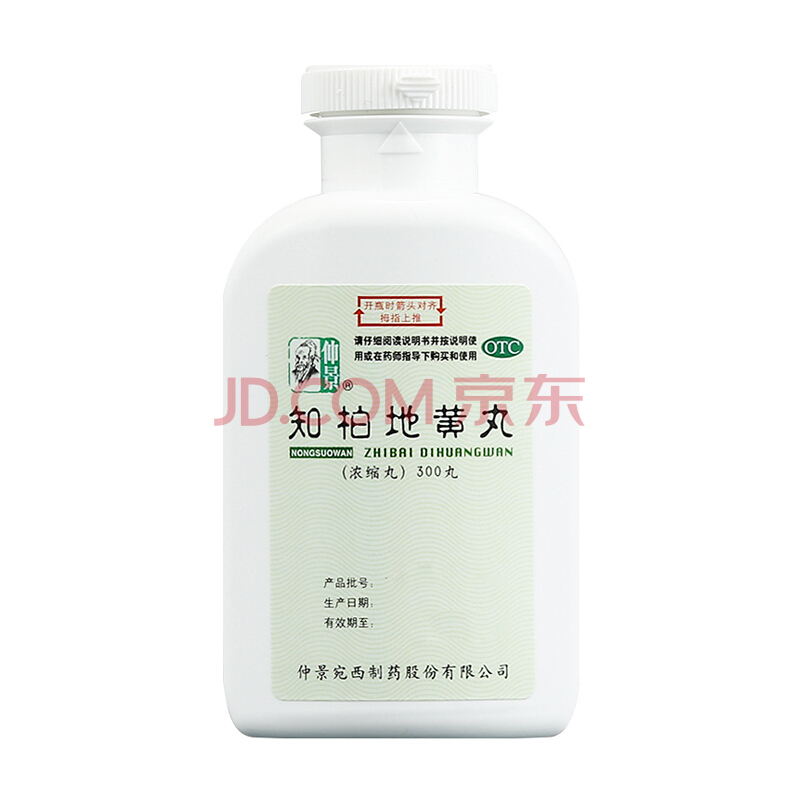 开瓶时箭头对齐
拇指上推
请仔细阅读说明书并按说明使
用或在药师指导下购买和使用
OTC
仲景
®
JD.COM 京东
知柏地黄丸
NONGSUOWAN ZHIBAI DIHUANGWAN
(浓缩丸) 300丸
产品批号:
生产日期:
有效期至:
仲景宛西制药股份有限公司